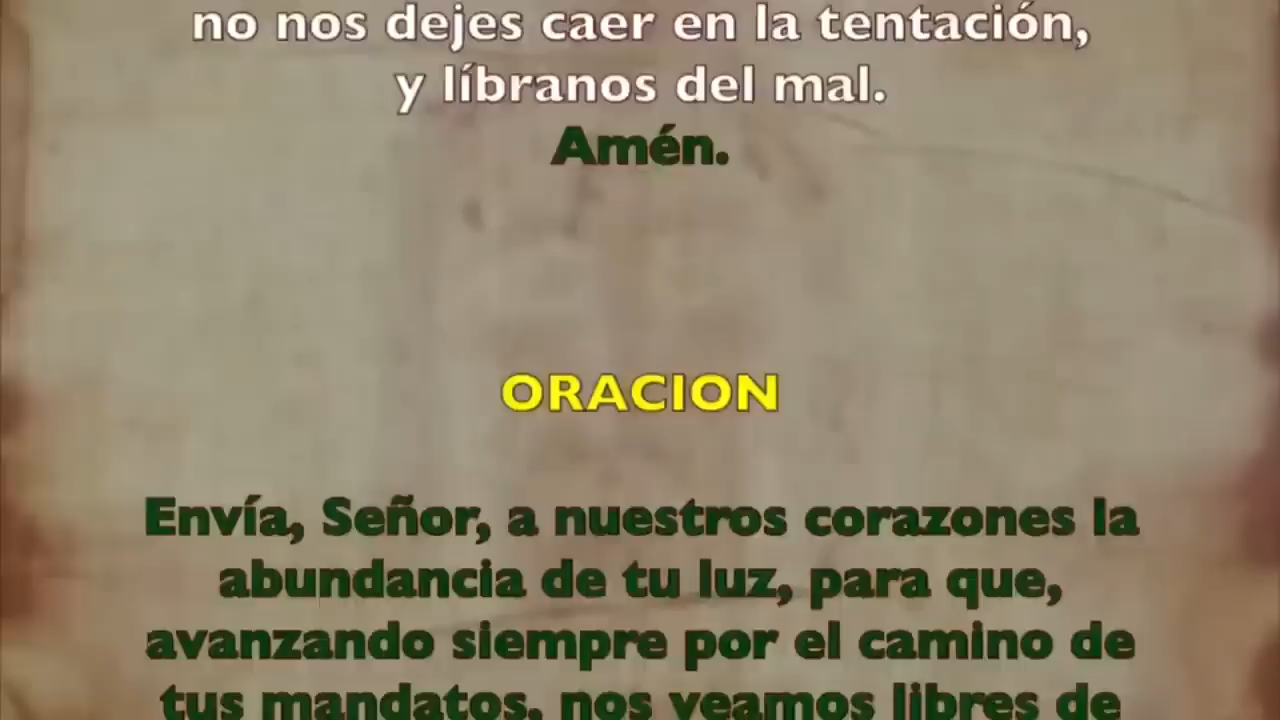 no nos dejes caer en la tentación,
y líbranos del mal.
Amén.
ORACION
Envía, Señor, a nuestros corazones la
abundancia de tu luz, para que,
avanzando siempre por el camino de
tus mandatos, nos veamos libres de